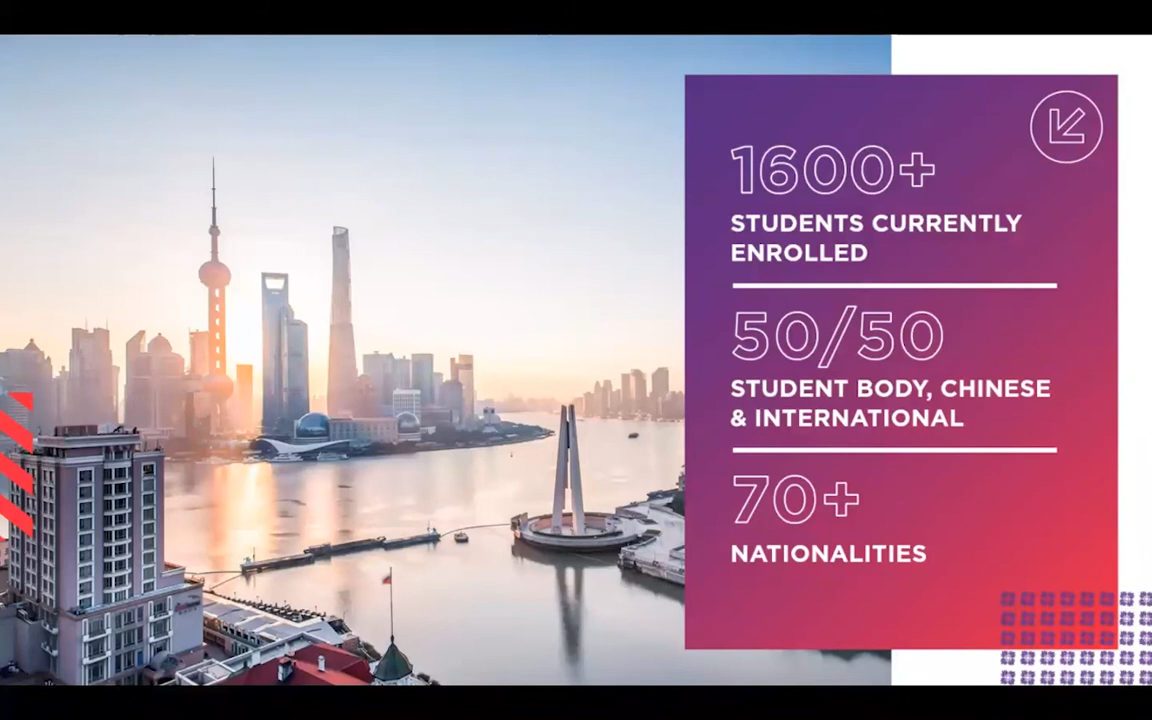 1600+
STUDENTS CURRENTLY
ENROLLED
50/50
STUDENT BODY, CHINESE
& INTERNATIONAL
70+
NATIONALITIES